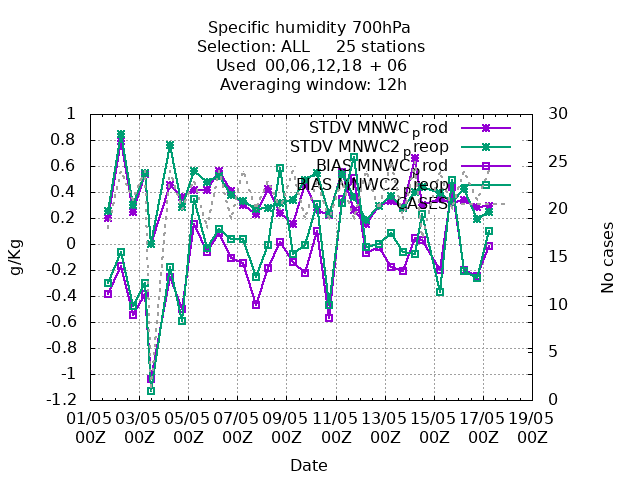 Specific humidity 700hPa
Selection: ALL 25 stations
Used 00,06,12,18 + 06
Averaging window: 12h
STDV MNWCprod
STDV MNWC2preop
BIAS MNWCprod
BIAS MNWC2preop
CASES
g/Kg
1
0.8
0.6
0.4
0.2
0
-0.2
-0.4
-0.6
-0.8
-1
-1.2
No cases
30
25
20
15
10
5
0
01/05 03/05 05/05 07/05 09/05 11/05 13/05 15/05 17/05 19/05
00Z 00Z 00Z 00Z 00Z 00Z 00Z 00Z 00Z 00Z
Date